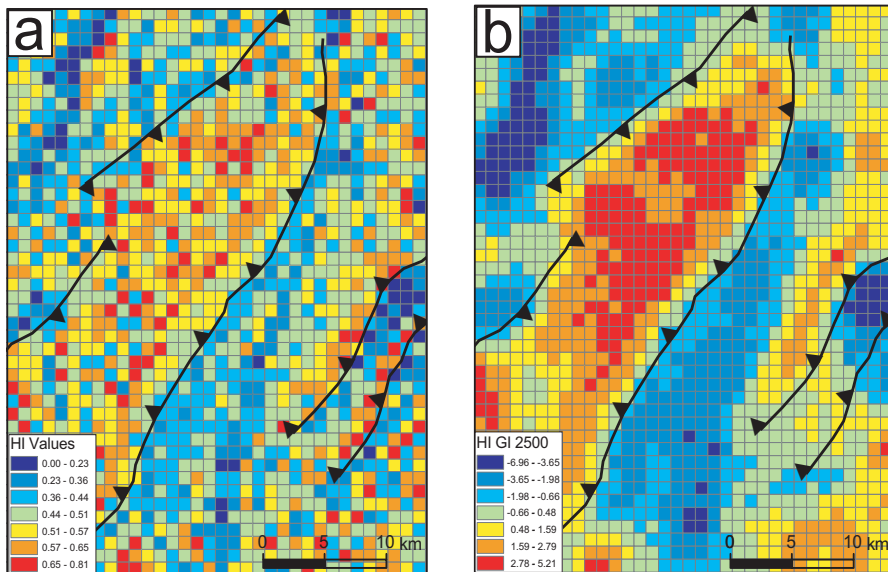 a
HI Values
0.00 - 0.23
0.23 - 0.36
0.36 - 0.44
0.44 - 0.51
0.51 - 0.57
0.57 - 0.65
0.65 - 0.81
0 5 10 km
b
HI GI 2500
-6.96 - -3.65
-3.65 - -1.98
-1.98 - -0.66
-0.66 - 0.48
0.48 - 1.59
1.59 - 2.79
2.78 - 5.21
0 5 10 km